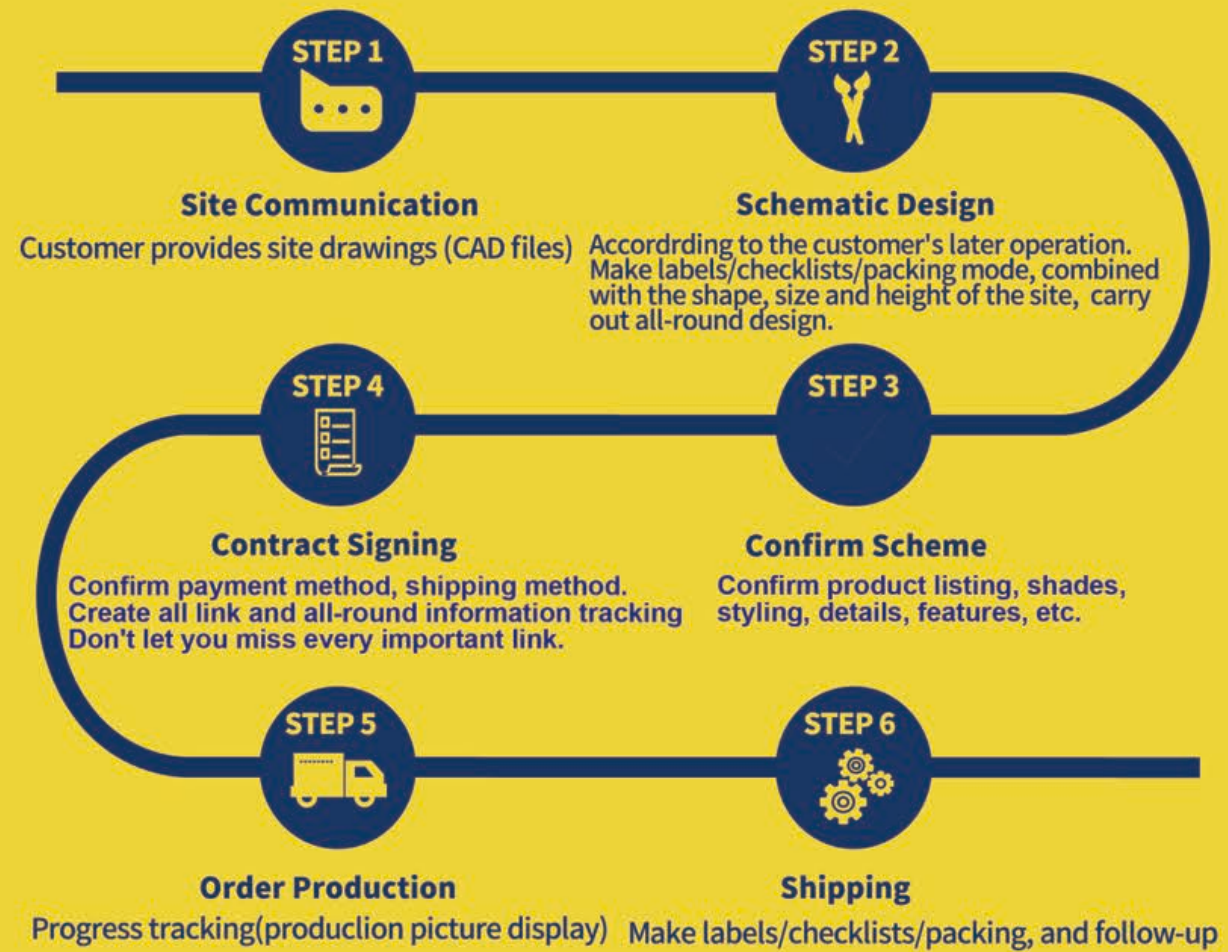 STEP 1
Site Communication
Customer provides site drawings (CAD files)
STEP 2
Schematic Design
Accordrding to the customer's later operation.
Make labels/checklists/packing mode, combined
with the shape, size and height of the site, carry
out all-round design.
STEP 3
Confirm Scheme
Confirm product listing, shades,
styling, details, features, etc.
STEP 4
Contract Signing
Confirm payment method, shipping method.
Create all link and all-round information tracking
Don't let you miss every important link.
STEP 5
Order Production
Progress tracking(produclion picture display)
STEP 6
Shipping
Make labels/checklists/packing, and follow-up